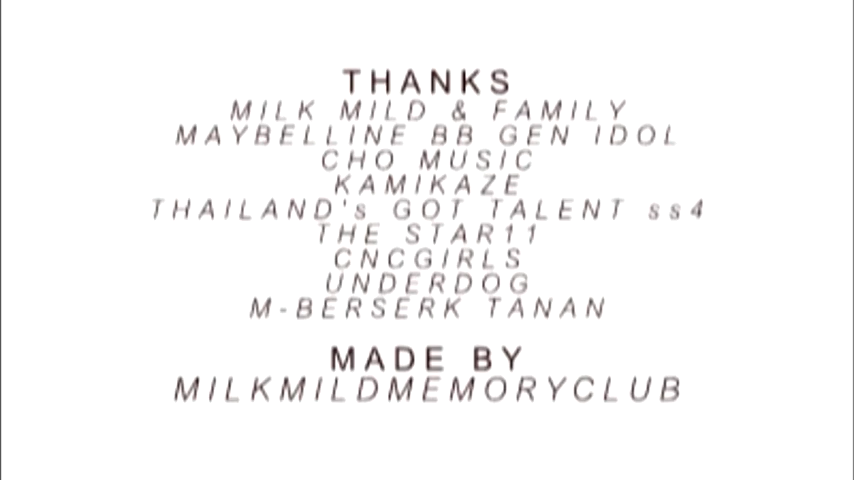 THANKS
MILK MILD & FAMILY
MAYBELLINE BB GEN IDOL
CHO MUSIC
KAMIKAZE
THAILAND's GOT TALENT ss4
THE STAR11
CNCGIRLS
UNDERDOG
M-BERSERK TANAN
MADE BY
MILKMILDMEMORYCLUB